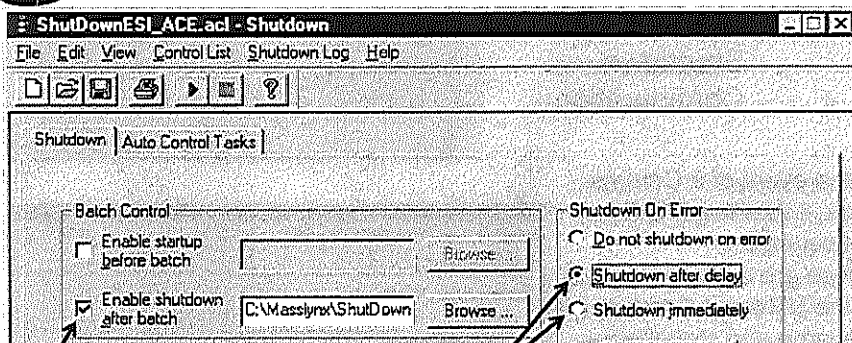 ShutDownESI_ACE.acl - Shutdown
File Edit View Control List Shutdown Log Help
Shutdown Auto Control Tasks
Batch Control
Enable startup before batch
Browse ...
Enable shutdown after batch
C:\Masslynx\ShutDown
Browse ...
Shutdown On Error
Do not shutdown on error
Shutdown after delay
Shutdown immediately